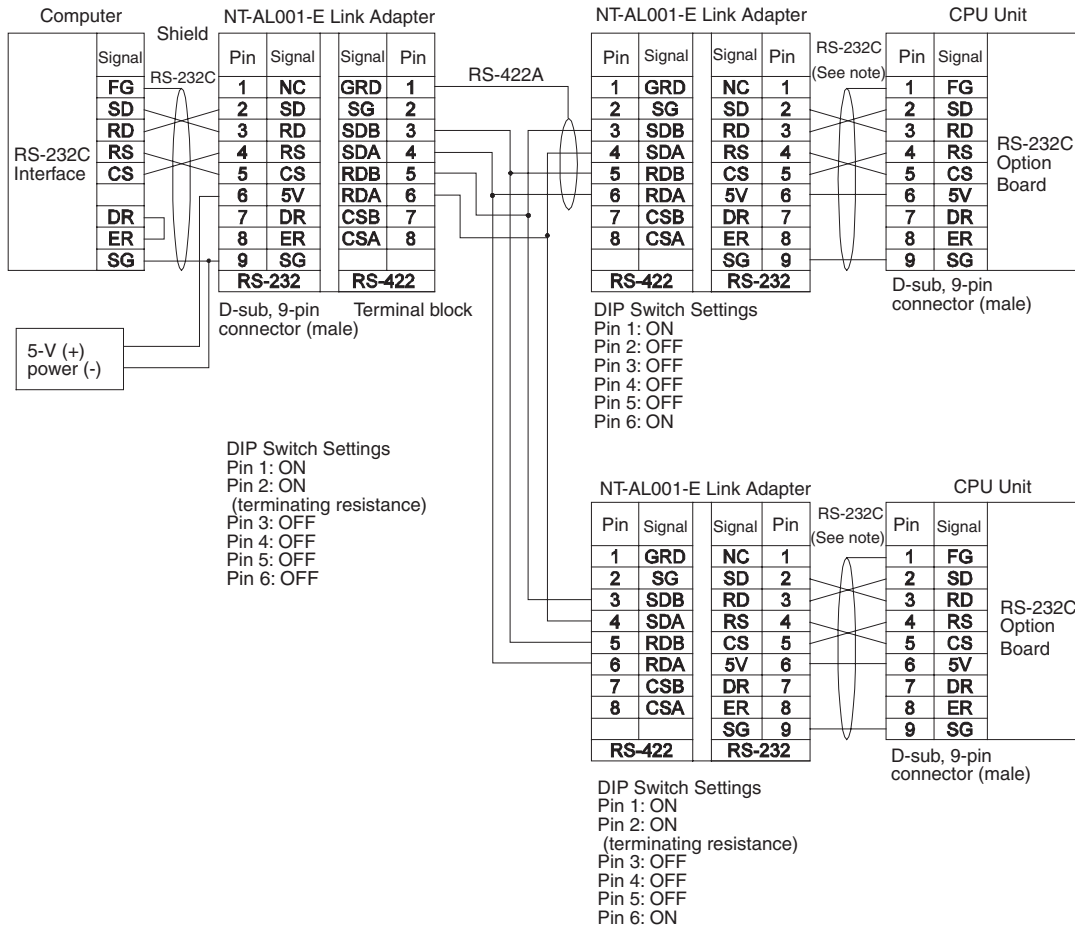 Computer
NT-AL001-E Link Adapter
NT-AL001-E Link Adapter
CPU Unit
Shield
RS-232C
RS-422A
RS-232C
(See note)
Signal
FG
SD
RD
RS
CS
DR
ER
SG
RS-232C
Interface
Pin Signal Signal Pin
1 NC GRD 1
2 SD SG 2
3 RD SDB 3
4 RS SDA 4
5 CS RDB 5
6 5V RDA 6
7 DR CSB 7
8 ER CSA 8
9 SG
RS-232 RS-422
D-sub, 9-pin
connector (male)
Terminal block
5-V (+)
power (-)
Pin Signal Signal Pin
1 GRD NC 1
2 SG SD 2
3 SDB RD 3
4 SDA RS 4
5 RDB CS 5
6 RDA 5V 6
7 CSB DR 7
8 CSA ER 8
SG 9
RS-422 RS-232
Pin Signal
1 FG
2 SD
3 RD
4 RS
5 CS
6 5V
7 DR
8 ER
9 SG
RS-232C
Option
Board
D-sub, 9-pin
connector (male)
DIP Switch Settings
Pin 1: ON
Pin 2: OFF
Pin 3: OFF
Pin 4: OFF
Pin 5: OFF
Pin 6: ON
DIP Switch Settings
Pin 1: ON
Pin 2: ON
(terminating resistance)
Pin 3: OFF
Pin 4: OFF
Pin 5: OFF
Pin 6: OFF
NT-AL001-E Link Adapter
CPU Unit
RS-232C
(See note)
Pin Signal Signal Pin
1 GRD NC 1
2 SG SD 2
3 SDB RD 3
4 SDA RS 4
5 RDB CS 5
6 RDA 5V 6
7 CSB DR 7
8 CSA ER 8
SG 9
RS-422 RS-232
Pin Signal
1 FG
2 SD
3 RD
4 RS
5 CS
6 5V
7 DR
8 ER
9 SG
RS-232C
Option
Board
D-sub, 9-pin
connector (male)
DIP Switch Settings
Pin 1: ON
Pin 2: ON
(terminating resistance)
Pin 3: OFF
Pin 4: OFF
Pin 5: OFF
Pin 6: ON